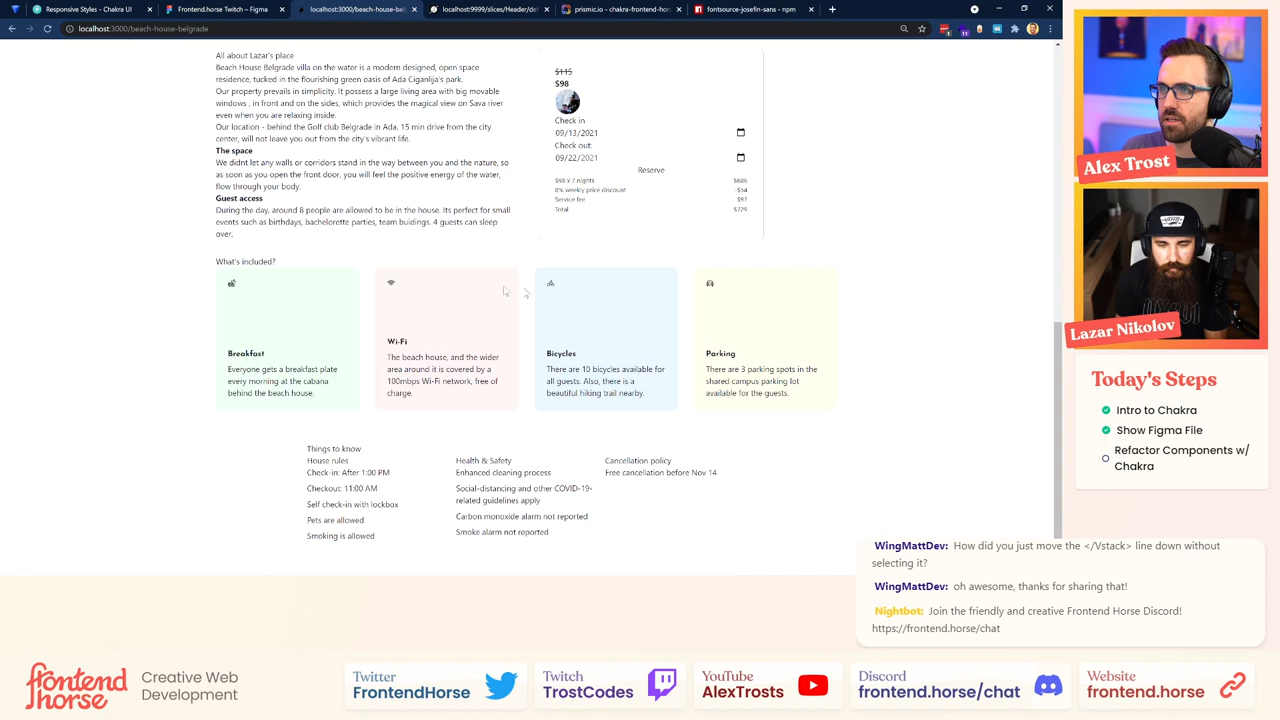 Responsive Styles - Chakra UI
Frontend.horse Twitch – Figma
localhost:3000/beach-house-bel
localhost:9999/slices/Header/de
prismic.io - chakra-frontend-hor
fontsource-josefin-sans - npm
localhost:3000/beach-house-belgrade
All about Lazar's place
Beach House Belgrade villa on the water is a modern designed, open space
residence, tucked in the flourishing green oasis of Ada Ciganlija's park.
Our property prevails in simplicity. It possess a large living area with big movable
windows , in front and on the sides, which provides the magical view on Sava river
even when you are relaxing inside.
Our location - behind the Golf club Belgrade in Ada, 15 min drive from the city
center, will not leave you out from the city's vibrant life.
The space
We didnt let any walls or corridors stand in the way between you and the nature, so
as soon as you open the front door, you will feel the positive energy of the water,
flow through your body.
Guest access
During the day, around 8 people are allowed to be in the house. Its perfect for small
events such as birthdays, bachelorette parties, team buidings. 4 guests can sleep
over.
$115
$98
Check in
09/13/2021
Check out:
09/22/2021
Reserve
$98 x 7 nights $686
8% weekly price discount -$54
Service fee $97
Total $729
What's included?
Breakfast
Everyone gets a breakfast plate
every morning at the cabana
behind the beach house.
Wi-Fi
The beach house, and the wider
area around it is covered by a
100mbps Wi-Fi network, free of
charge.
Bicycles
There are 10 bicycles available for
all guests. Also, there is a
beautiful hiking trail nearby.
Parking
There are 3 parking spots in the
shared campus parking lot
available for the guests.
Things to know
House rules
Check-in: After 1:00 PM
Checkout: 11:00 AM
Self check-in with lockbox
Pets are allowed
Smoking is allowed
Health & Safety
Enhanced cleaning process
Social-distancing and other COVID-19-
related guidelines apply
Carbon monoxide alarm not reported
Smoke alarm not reported
Cancellation policy
Free cancellation before Nov 14
Alex Trost
Lazar Nikolov
Today's Steps
Intro to Chakra
Show Figma File
Refactor Components w/
Chakra
WingMattDev: How did you just move the </Vstack> line down without
selecting it?
WingMattDev: oh awesome, thanks for sharing that!
Nightbot: Join the friendly and creative Frontend Horse Discord!
https://frontend.horse/chat
frontend
horse
Creative Web
Development
Twitter
FrontendHorse
Twitch
TrostCodes
YouTube
AlexTrosts
Discord
frontend.horse/chat
Website
frontend.horse